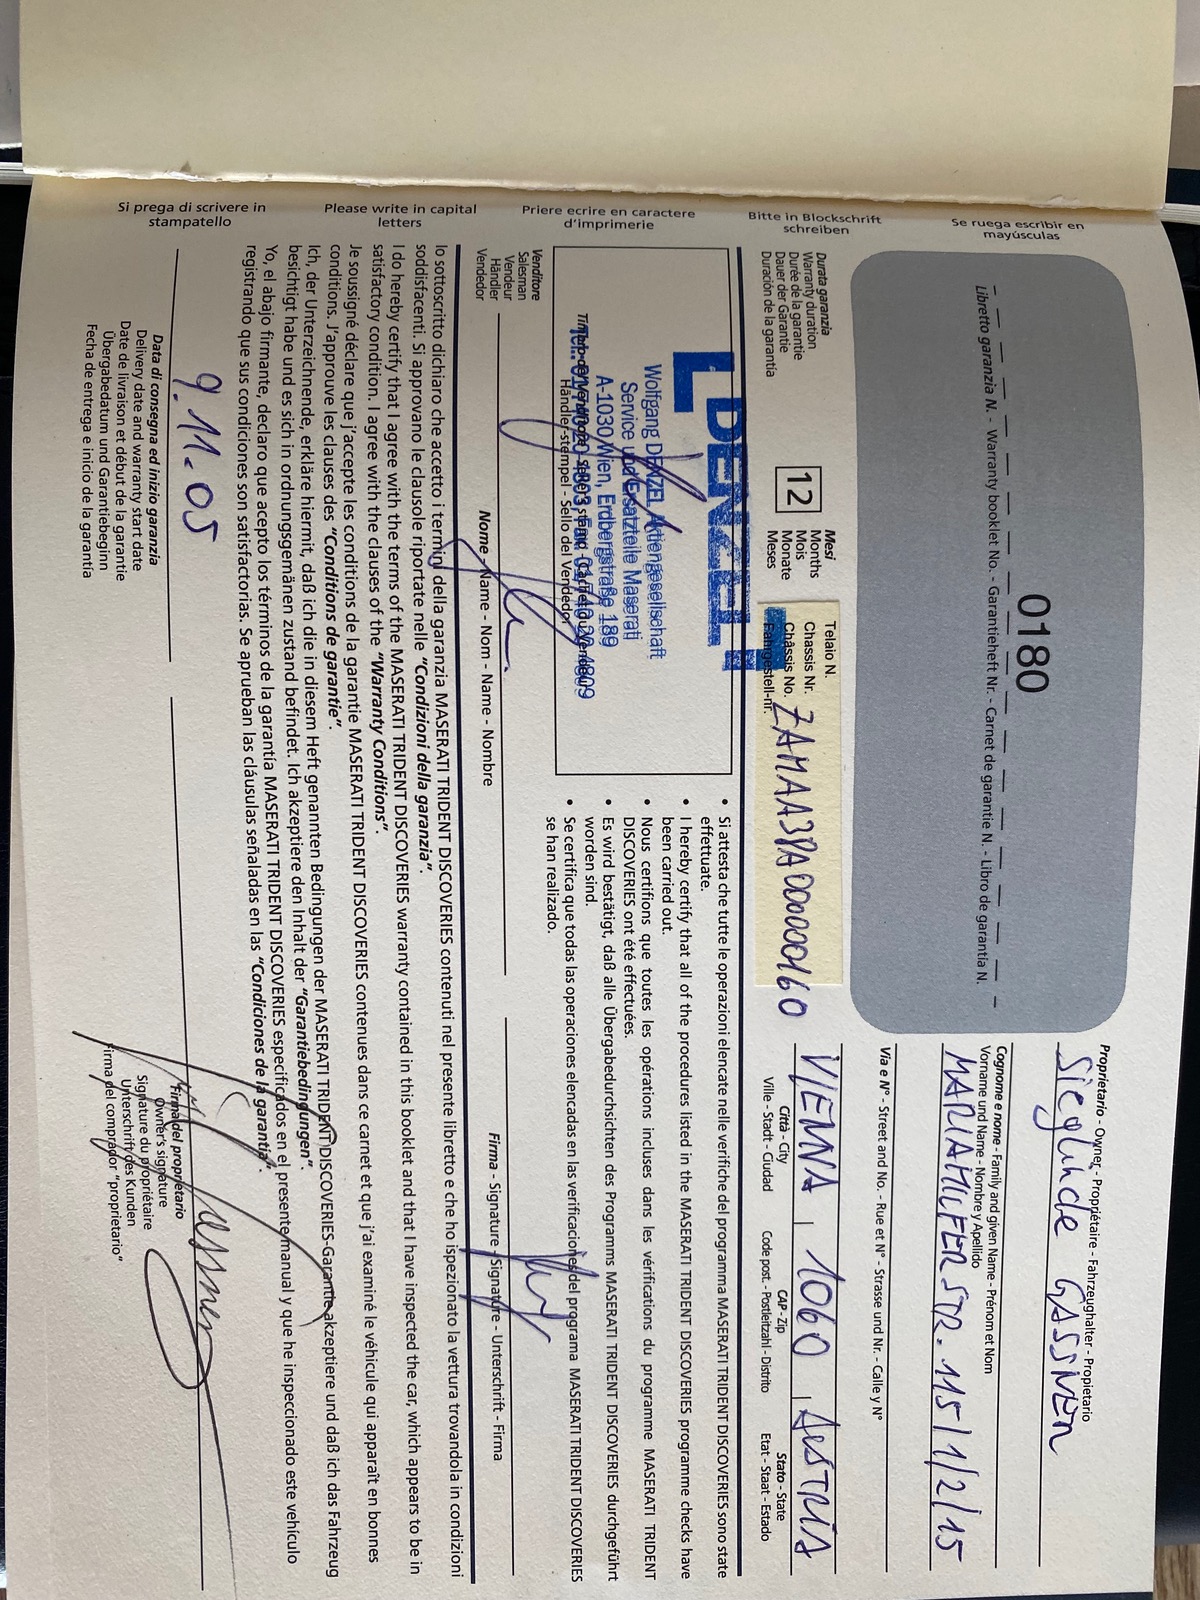 Si prega di scrivere in
stampatello
Please write in capital
letters
Priere ecrire en caractere
d'imprimerie
Bitte in Blockschrift
schreiben
Se ruega escribir en
mayúsculas
0180
Libretto garanzia N. - Warranty booklet No. - Garantieheft Nr. - Carnet de garantie N. - Libro de garantía N.
Sieglinde GASSNER
Proprietario - Owner - Propriétaire - Fahrzeughalter - Propietario
Cognome e nome - Family and given Name - Prénom et Nom
Vorname und Name - Nombre y Apellido
MARIAHILFER STR. 115/1/2/15
Via e N° - Street and No. - Rue et N° - Strasse und Nr. - Calle y N°
Durata garanzia
Warranty duration
Durée de la garantie
Dauer der Garantie
Duración de la garantía
12
Mesi
Months
Mois
Monate
Meses
Telaio N.
Chassis Nr.
Châssis No.
Fahrgestell-nr.
ZAMAA38A000000160
VIENNA 1060 AUSTRIA
Città - City
Ville - Stadt - Ciudad
CAP - Zip
Code post. - Postleitzahl - Distrito
Stato - State
Etat - Staat - Estado
DENZEL
Wolfgang DENZEL Aktiengesellschaft
Service und Ersatzteile Maserati
A-1030 Wien, Erdbergstraße 189
Händler-stempel - Sello del Vendedor
• Si attesta che tutte le operazioni elencate nelle verifiche del programma MASERATI TRIDENT DISCOVERIES sono state
effettuate.
• I hereby certify that all of the procedures listed in the MASERATI TRIDENT DISCOVERIES programme checks have
been carried out.
• Nous certifions que toutes les opérations incluses dans les vérifications du programme MASERATI TRIDENT
DISCOVERIES ont été effectuées.
• Es wird bestätigt, daß alle Übergabedurchsichten des Programms MASERATI TRIDENT DISCOVERIES durchgeführt
worden sind.
• Se certifica que todas las operaciones elencadas en las verificaciones del programa MASERATI TRIDENT DISCOVERIES
se han realizado.
Venditore
Salesman
Vendeur
Händler
Vendedor
Nome - Name - Nom - Name - Nombre
Firma - Signature - Signature - Unterschrift - Firma
Io sottoscritto dichiaro che accetto i termini della garanzia MASERATI TRIDENT DISCOVERIES contenuti nel presente libretto e che ho ispezionato la vettura trovandola in condizioni
soddisfacenti. Si approvano le clausole riportate nelle "Condizioni della garanzia".
I do hereby certify that I agree with the terms of the MASERATI TRIDENT DISCOVERIES warranty contained in this booklet and that I have inspected the car, which appears to be in
satisfactory condition. I agree with the clauses of the "Warranty Conditions".
Je soussigné déclare que j'accepte les conditions de la garantie MASERATI TRIDENT DISCOVERIES contenues dans ce carnet et que j'ai examiné le véhicule qui apparaît en bonnes
conditions. J'approuve les clauses des "Conditions de garantie".
Ich, der Unterzeichnende, erkläre hiermit, daß ich die in diesem Heft genannten Bedingungen der MASERATI TRIDENT DISCOVERIES-Garantie akzeptiere und daß ich das Fahrzeug
besichtigt habe und es sich in ordnungsgemänen zustand befindet. Ich akzeptiere den Inhalt der "Garantiebedingungen".
Yo, el abajo firmante, declaro que acepto los términos de la garantía MASERATI TRIDENT DISCOVERIES especificados en el presente manual y que he inspeccionado este vehículo
registrando que sus condiciones son satisfactorias. Se aprueban las cláusulas señaladas en las "Condiciones de la garantía".
9.11.05
Data di consegna ed inizio garanzia
Delivery date and warranty start date
Date de livraison et début de la garantie
Übergabedatum und Garantiebeginn
Fecha de entrega e inicio de la garantía
Firma del proprietario
Owner's signature
Signature du propriétaire
Unterschrift des Kunden
Firma del comprador "proprietario"